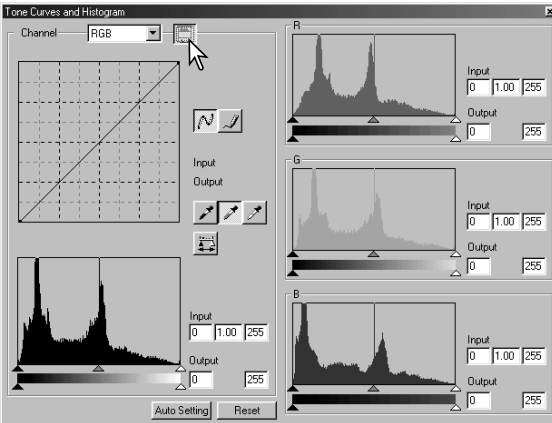 Tone Curves and Histogram
Channel RGB
Input
Output
Input
0 1.00 255
Output
0 255
Auto Setting Reset
R
Input
0 1.00 255
Output
0 255
G
Input
0 1.00 255
Output
0 255
B
Input
0 1.00 255
Output
0 255